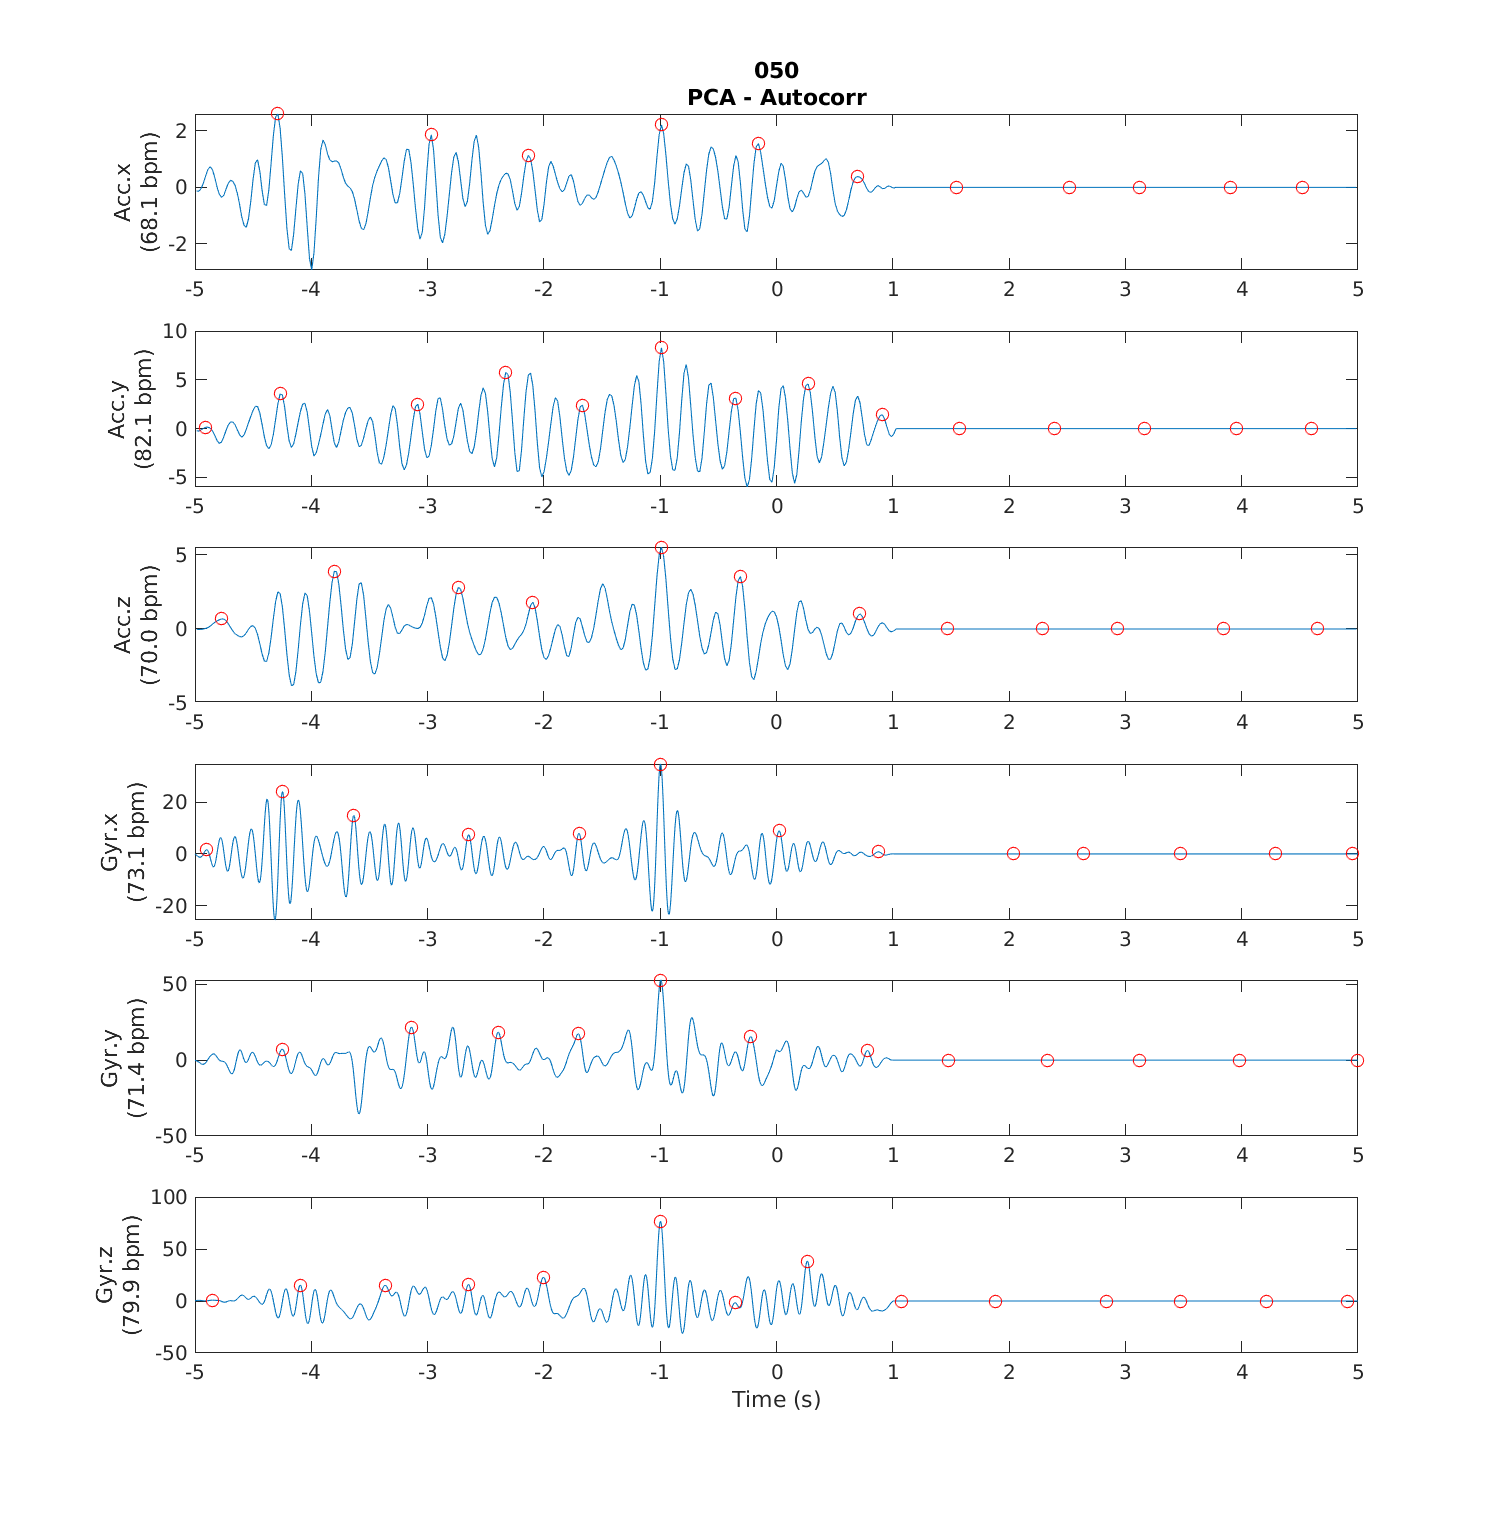 050
PCA - Autocorr
Acc.x
(68.1 bpm)
2
0
-2
-5 -4 -3 -2 -1 0 1 2 3 4 5
Acc.y
(82.1 bpm)
10
5
0
-5
-5 -4 -3 -2 -1 0 1 2 3 4 5
Acc.z
(70.0 bpm)
5
0
-5
-5 -4 -3 -2 -1 0 1 2 3 4 5
Gyr.x
(73.1 bpm)
20
0
-20
-5 -4 -3 -2 -1 0 1 2 3 4 5
Gyr.y
(71.4 bpm)
50
0
-50
-5 -4 -3 -2 -1 0 1 2 3 4 5
Gyr.z
(79.9 bpm)
100
50
0
-50
-5 -4 -3 -2 -1 0 1 2 3 4 5
Time (s)